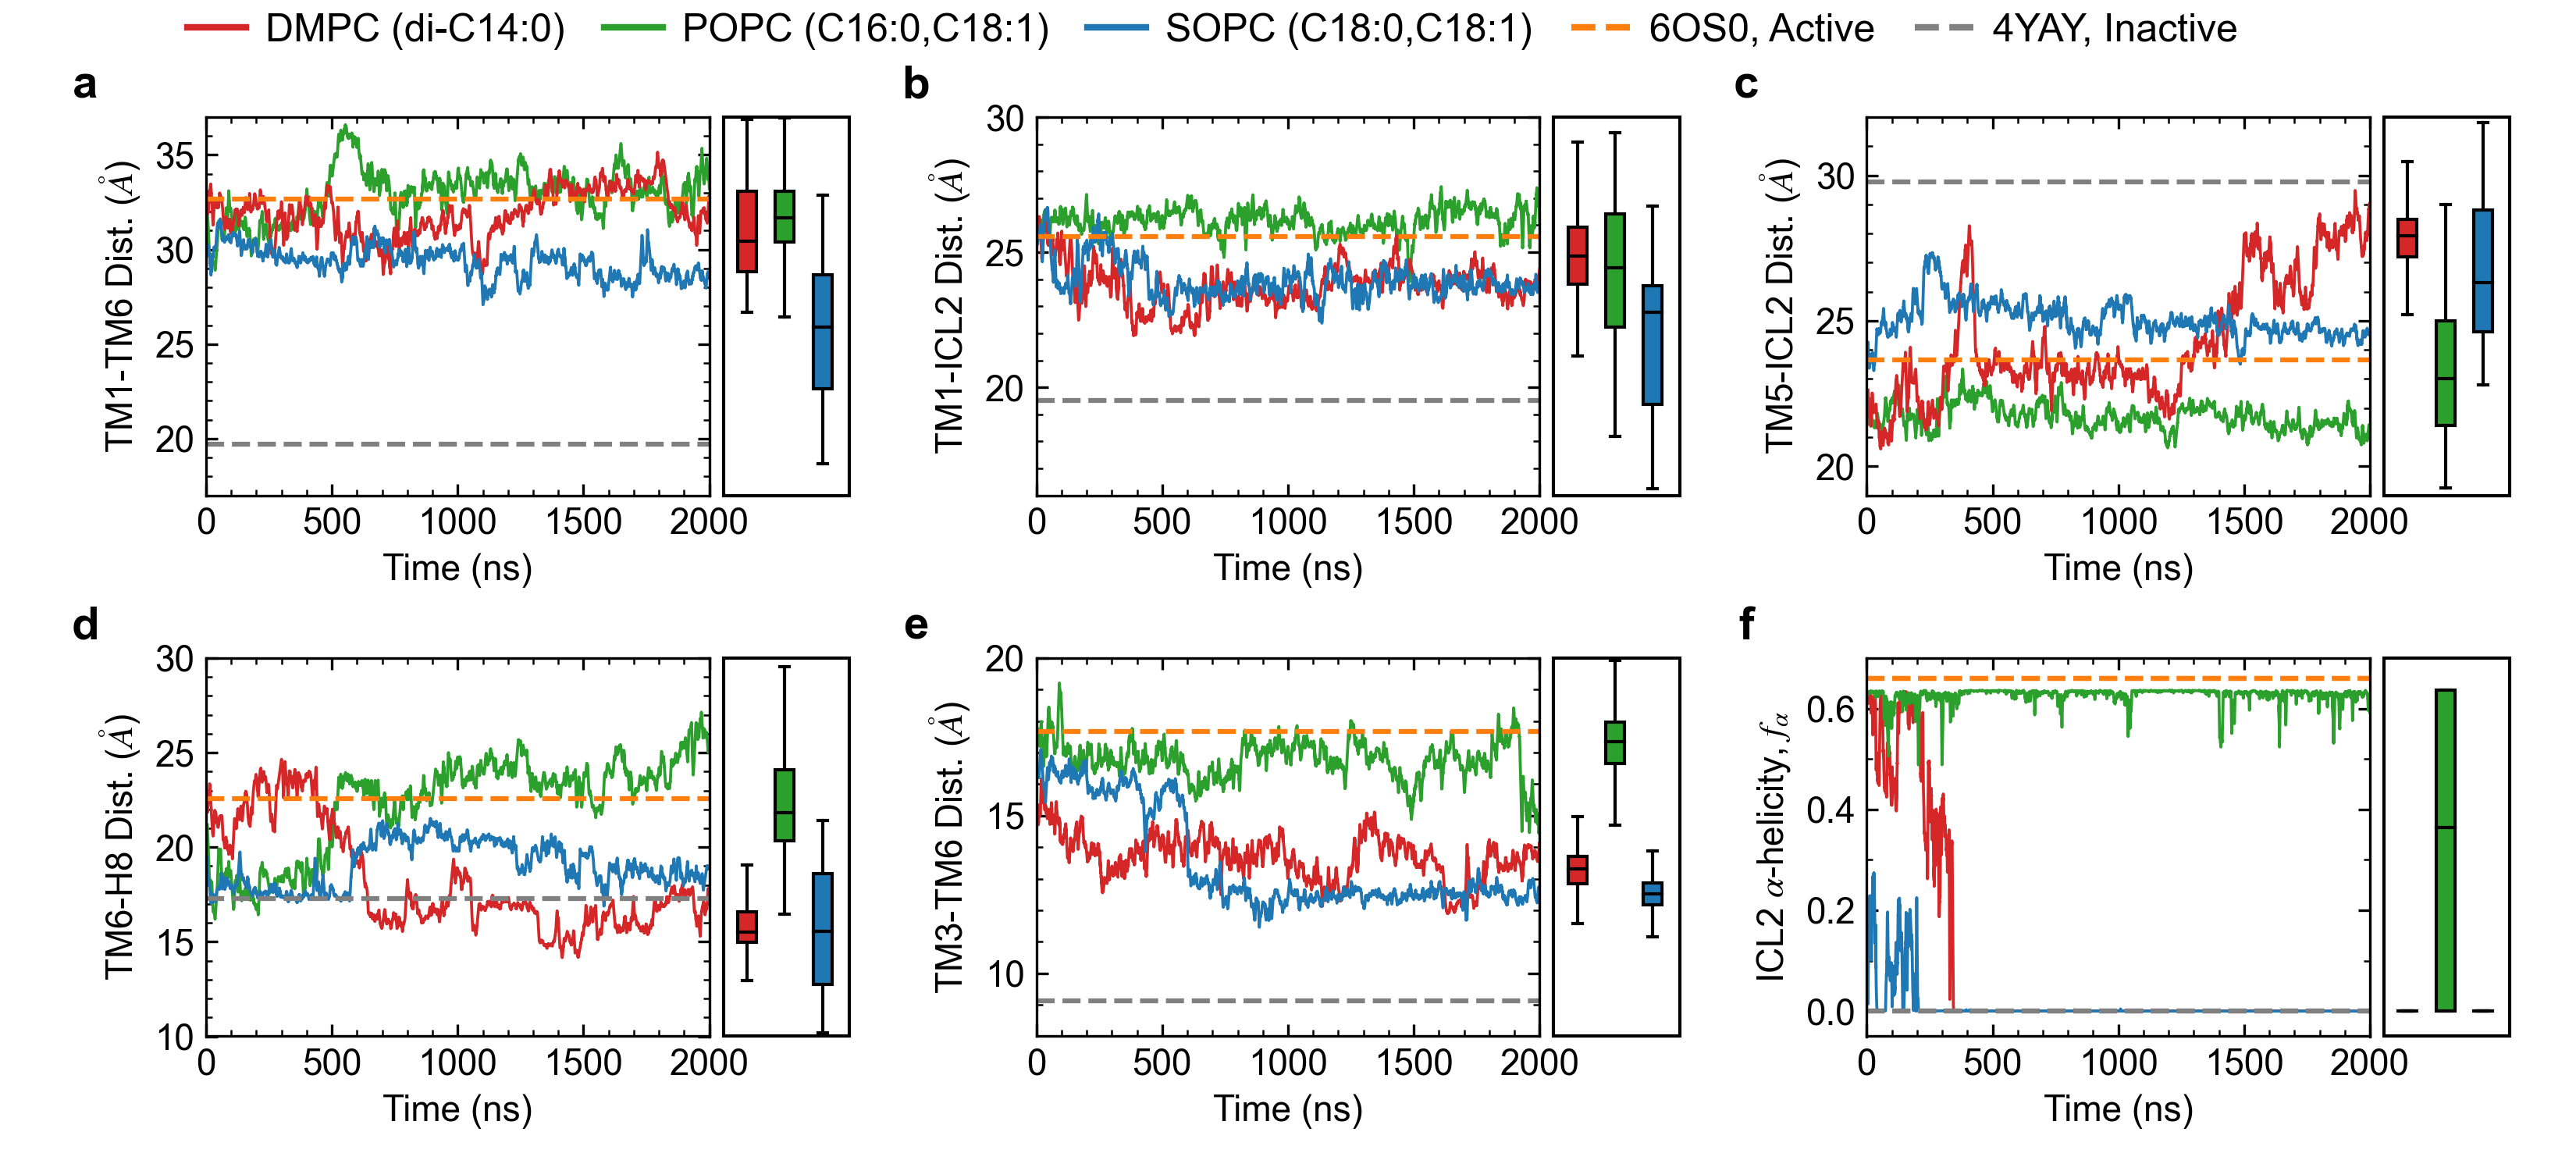 DMPC (di-C14:0) POPC (C16:0,C18:1) SOPC (C18:0,C18:1) 6OS0, Active 4YAY, Inactive
a b c
TM1-TM6 Dist. (Å)
35
30
25
20
0 500 1000 1500 2000
Time (ns)
TM1-ICL2 Dist. (Å)
30
25
20
0 500 1000 1500 2000
Time (ns)
TM5-ICL2 Dist. (Å)
30
25
20
0 500 1000 1500 2000
Time (ns)
d e f
TM6-H8 Dist. (Å)
30
25
20
15
10
0 500 1000 1500 2000
Time (ns)
TM3-TM6 Dist. (Å)
20
15
10
0 500 1000 1500 2000
Time (ns)
ICL2 α-helicity, fα
0.6
0.4
0.2
0.0
0 500 1000 1500 2000
Time (ns)